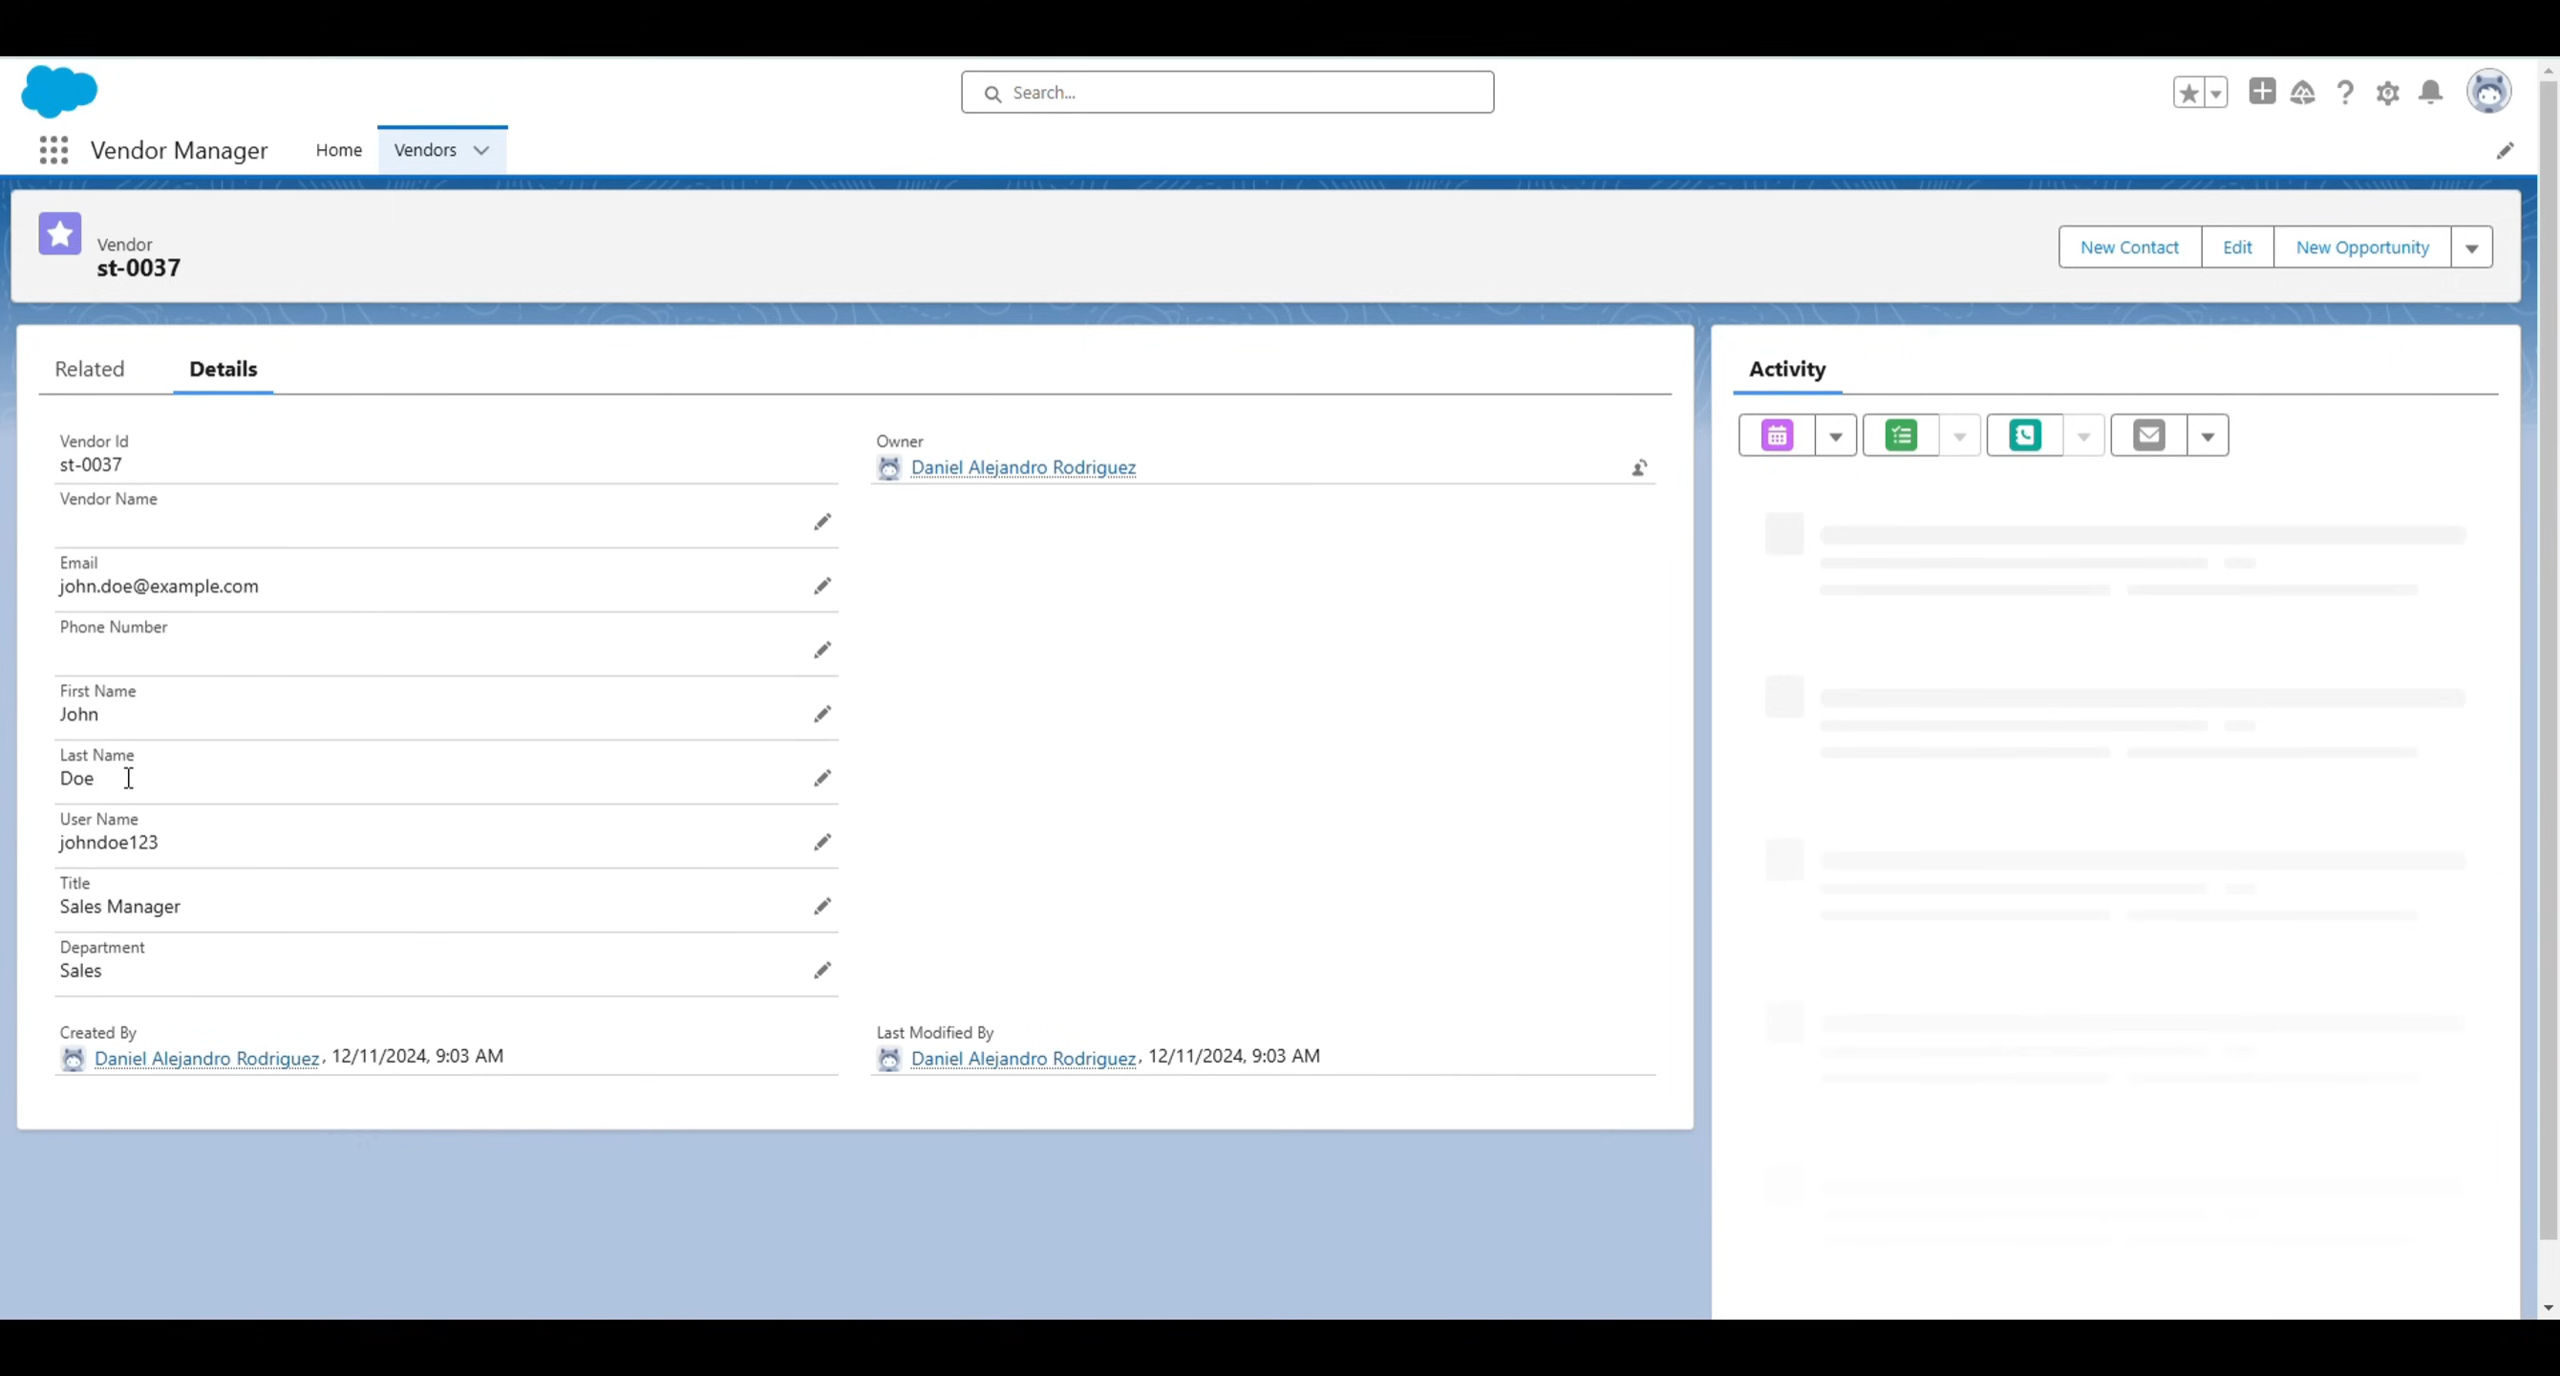 Search...
Vendor Manager
Home
Vendors
Vendor
st-0037
New Contact
Edit
New Opportunity
Related
Details
Vendor Id
st-0037
Owner
Daniel Alejandro Rodriguez
Vendor Name
Email
john.doe@example.com
Phone Number
First Name
John
Last Name
Doe
User Name
johndoe123
Title
Sales Manager
Department
Sales
Created By
Daniel Alejandro Rodriguez, 12/11/2024, 9:03 AM
Last Modified By
Daniel Alejandro Rodriguez, 12/11/2024, 9:03 AM
Activity